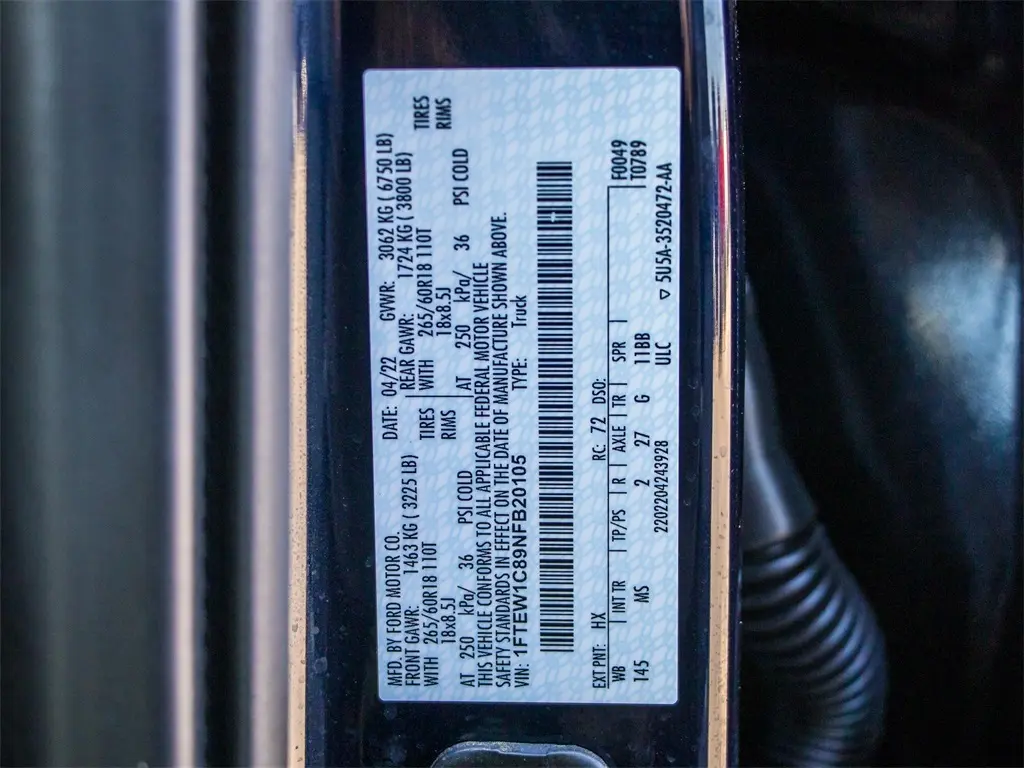 MFD. BY FORD MOTOR CO. DATE: 04/22 GVWR: 3062 KG ( 6750 LB)
FRONT GAWR: 1463 KG ( 3225 LB) REAR GAWR: 1724 KG ( 3800 LB)
WITH 265/60R18 110T TIRES WITH 265/60R18 110T TIRES
18x8.5J RIMS 18x8.5J RIMS
AT 250 kPa/ 36 PSI COLD AT 250 kPa/ 36 PSI COLD
THIS VEHICLE CONFORMS TO ALL APPLICABLE FEDERAL MOTOR VEHICLE
SAFETY STANDARDS IN EFFECT ON THE DATE OF MANUFACTURE SHOWN ABOVE.
VIN: 1FTEW1C89NFB20105 TYPE: Truck
EXT PNT: HX RC: 72 DSO: F0049
WB INT TR TP/PS R AXLE TR SPR T0789
145 MS 2 27 G 11BB
ULC
2202204243928 5U5A-3520472-AA